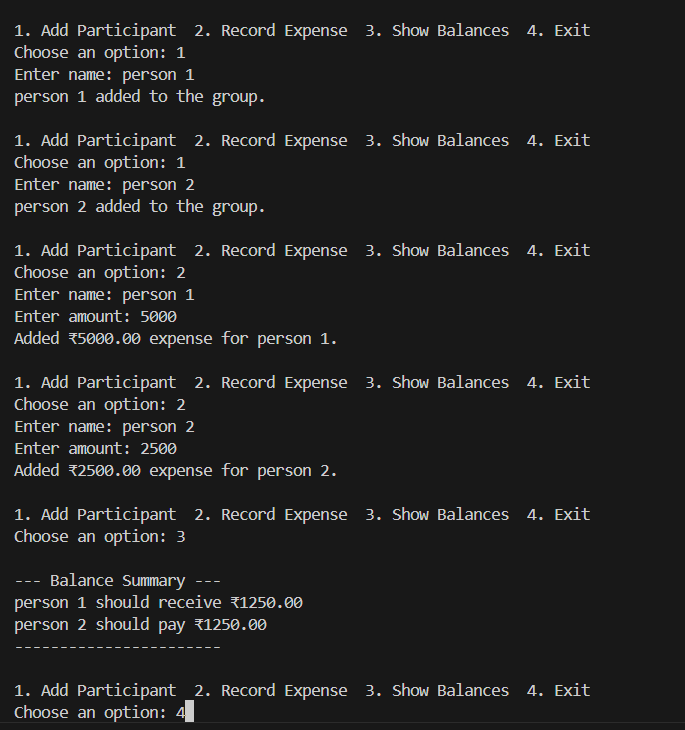 1. Add Participant  2. Record Expense  3. Show Balances  4. Exit
Choose an option: 1
Enter name: person 1
person 1 added to the group.
1. Add Participant  2. Record Expense  3. Show Balances  4. Exit
Choose an option: 1
Enter name: person 2
person 2 added to the group.
1. Add Participant  2. Record Expense  3. Show Balances  4. Exit
Choose an option: 2
Enter name: person 1
Enter amount: 5000
Added ₹5000.00 expense for person 1.
1. Add Participant  2. Record Expense  3. Show Balances  4. Exit
Choose an option: 2
Enter name: person 2
Enter amount: 2500
Added ₹2500.00 expense for person 2.
1. Add Participant  2. Record Expense  3. Show Balances  4. Exit
Choose an option: 3
--- Balance Summary ---
person 1 should receive ₹1250.00
person 2 should pay ₹1250.00
-----------------------
1. Add Participant  2. Record Expense  3. Show Balances  4. Exit
Choose an option: 4